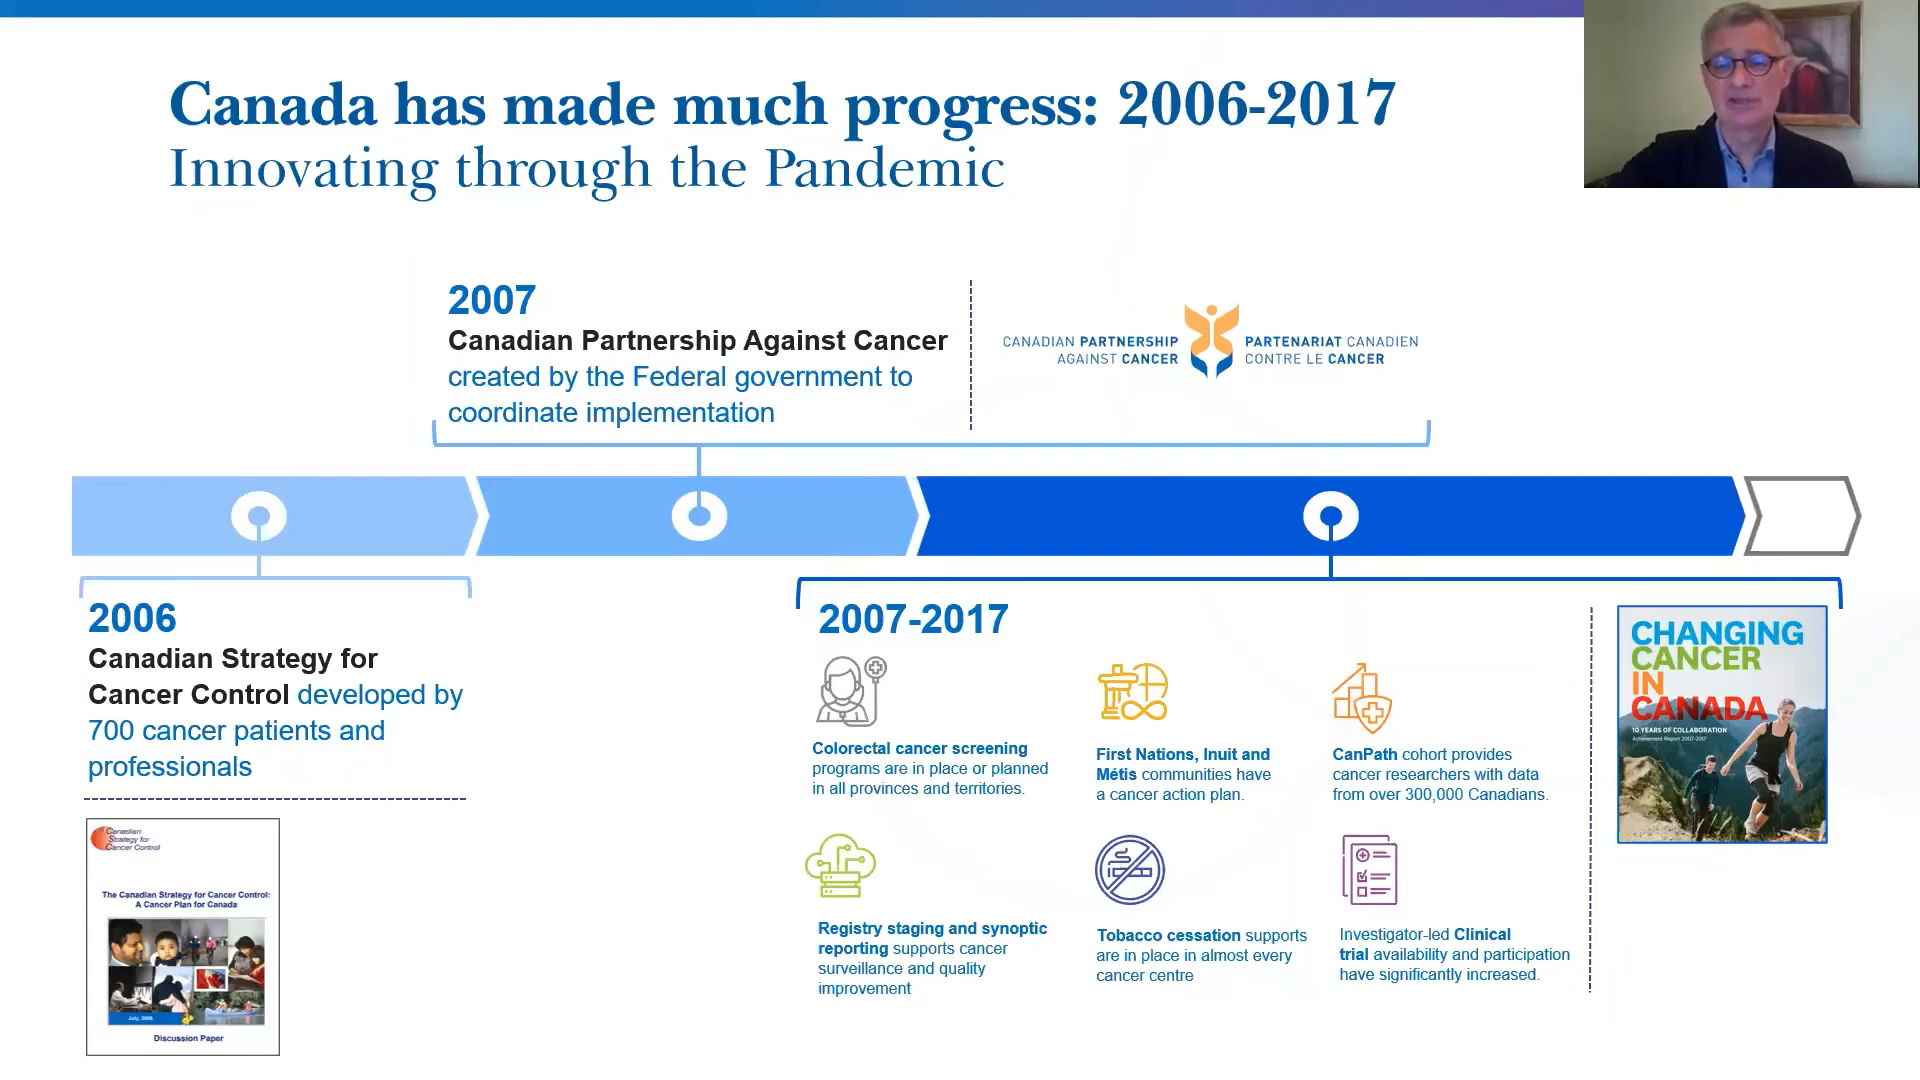 Canada has made much progress: 2006-2017
Innovating through the Pandemic
2007
Canadian Partnership Against Cancer
created by the Federal government to
coordinate implementation
CANADIAN PARTNERSHIP
AGAINST CANCER
PARTENARIAT CANADIEN
CONTRE LE CANCER
2006
Canadian Strategy for
Cancer Control developed by
700 cancer patients and
professionals
Canadian
Strategy for
Cancer Control
The Canadian Strategy for Cancer Control:
A Cancer Plan for Canada
July, 2006
Discussion Paper
2007-2017
Colorectal cancer screening
programs are in place or planned
in all provinces and territories.
First Nations, Inuit and
Métis communities have
a cancer action plan.
CanPath cohort provides
cancer researchers with data
from over 300,000 Canadians.
Registry staging and synoptic
reporting supports cancer
surveillance and quality
improvement
Tobacco cessation supports
are in place in almost every
cancer centre
Investigator-led Clinical
trial availability and participation
have significantly increased.
CHANGING
CANCER
IN
CANADA
10 YEARS OF COLLABORATION
Achievement Report 2007-2017